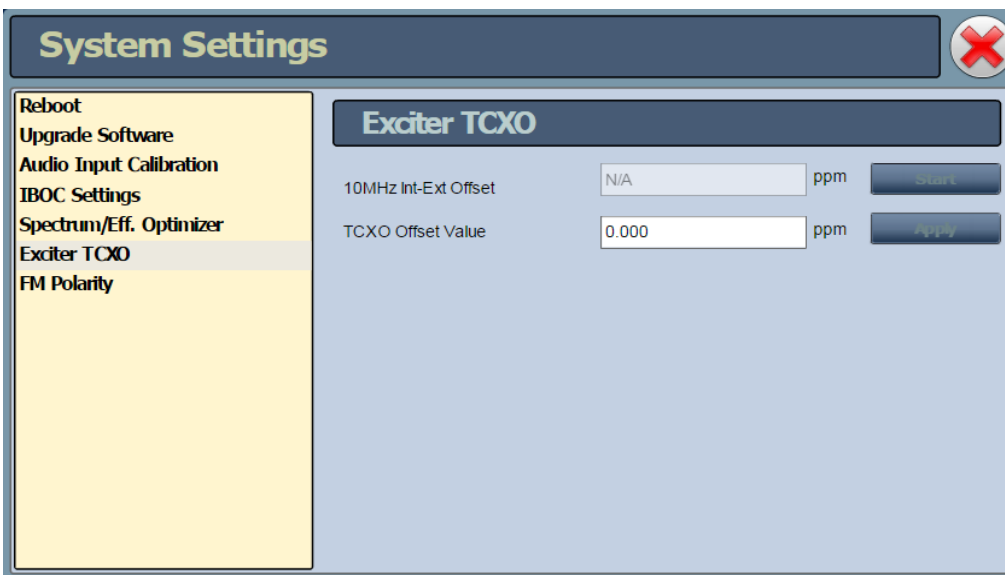 System Settings
Reboot
Upgrade Software
Audio Input Calibration
IBOC Settings
Spectrum/Eff. Optimizer
Exciter TCXO
FM Polarity
Exciter TCXO
10MHz Int-Ext Offset N/A ppm Start
TCXO Offset Value 0.000 ppm Apply